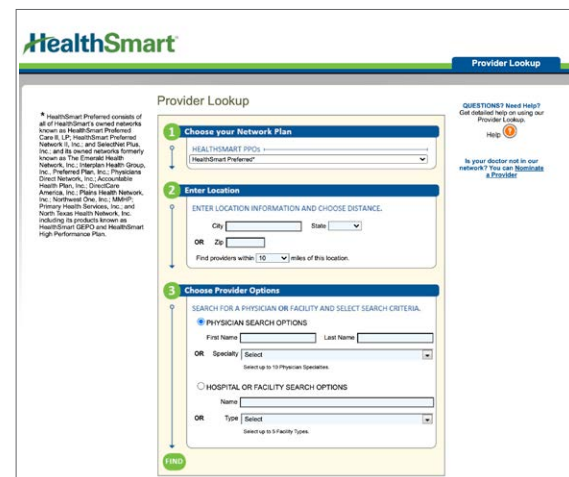 HealthSmart
Provider Lookup
Provider Lookup
* HealthSmart Preferred consists of
all of HealthSmart's owned networks
known as HealthSmart Preferred
Care II, LP; HealthSmart Preferred
Network II, Inc.; and SelectNet Plus,
Inc.; and its owned networks formerly
known as The Emerald Health
Network, Inc.; Interplan Health Group,
Inc., Preferred Plan, Inc.; Physicians
Direct Network, Inc.; Accountable
Health Plan, Inc.; DirectCare
America, Inc.; Plains Health Network,
Inc.; Northwest One, Inc.; MMHP;
Primary Health Services, Inc.; and
North Texas Health Network, Inc.
including its products known as
HealthSmart GEPO and HealthSmart
High Performance Plan.
1 Choose your Network Plan
HEALTHSMART PPOs
HealthSmart Preferred*
2 Enter Location
ENTER LOCATION INFORMATION AND CHOOSE DISTANCE.
City State
OR Zip
Find providers within 10 miles of this location.
3 Choose Provider Options
SEARCH FOR A PHYSICIAN OR FACILITY AND SELECT SEARCH CRITERIA.
PHYSICIAN SEARCH OPTIONS
First Name Last Name
OR Specialty Select
Select up to 10 Physician Specialties.
HOSPITAL OR FACILITY SEARCH OPTIONS
Name
OR Type Select
Select up to 5 Facility Types.
FIND
QUESTIONS? Need Help?
Get detailed help on using our
Provider Lookup.
Help ?
Is your doctor not in our
network? You can Nominate
a Provider